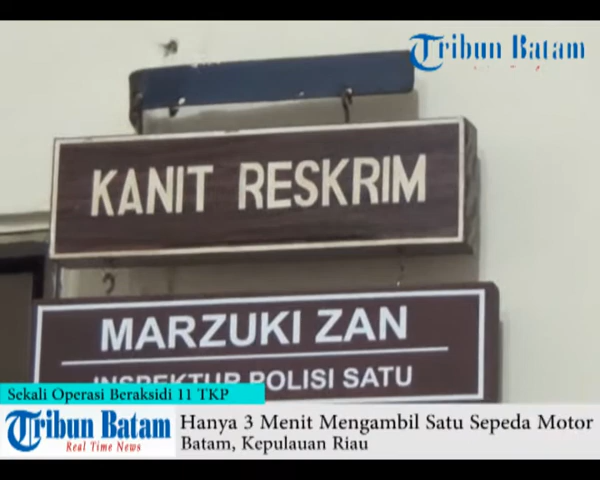 Tribun Batam
KANIT RESKRIM
MARZUKI ZAN
INSPEKTUR POLISI SATU
Sekali Operasi Beraksidi 11 TKP
Tribun Batam
Real Time News
Hanya 3 Menit Mengambil Satu Sepeda Motor
Batam, Kepulauan Riau